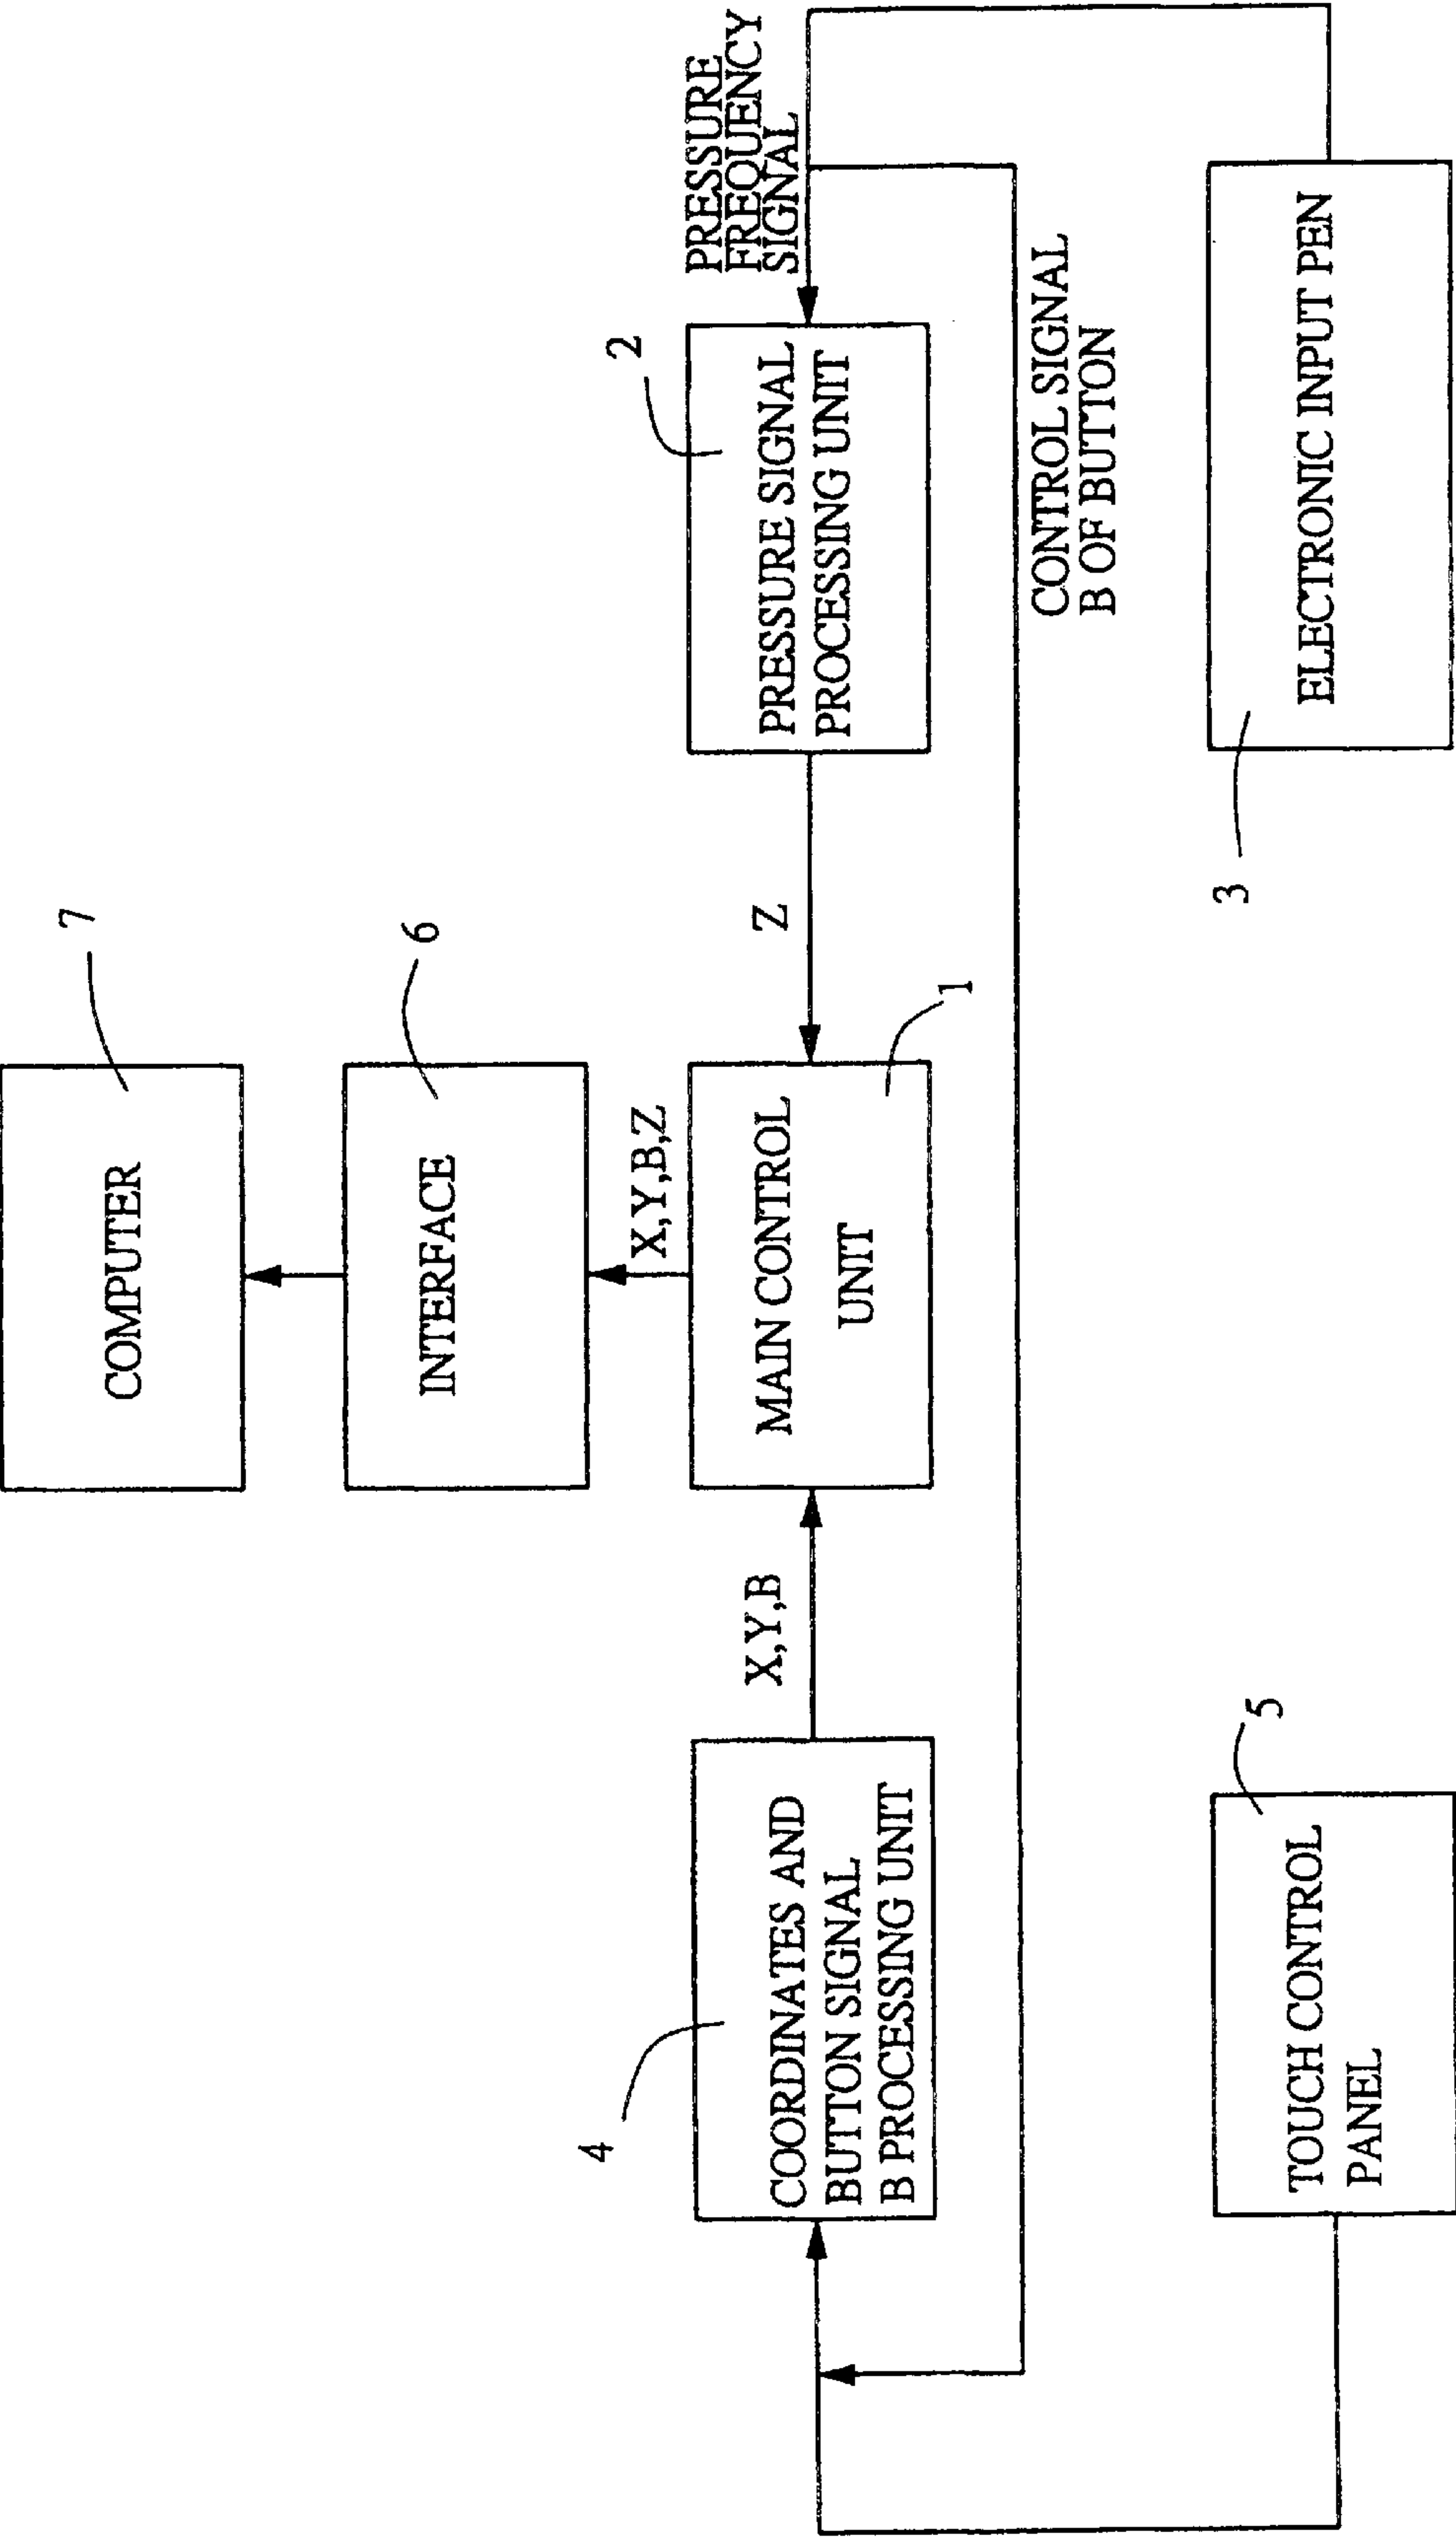 7
COMPUTER
6
INTERFACE
X,Y,B,Z
4
COORDINATES AND
BUTTON SIGNAL
B PROCESSING UNIT
X,Y,B
MAIN CONTROL
UNIT
1
Z
2
PRESSURE SIGNAL
PROCESSING UNIT
PRESSURE
FREQUENCY
SIGNAL
CONTROL SIGNAL
B OF BUTTON
5
TOUCH CONTROL
PANEL
3
ELECTRONIC INPUT PEN